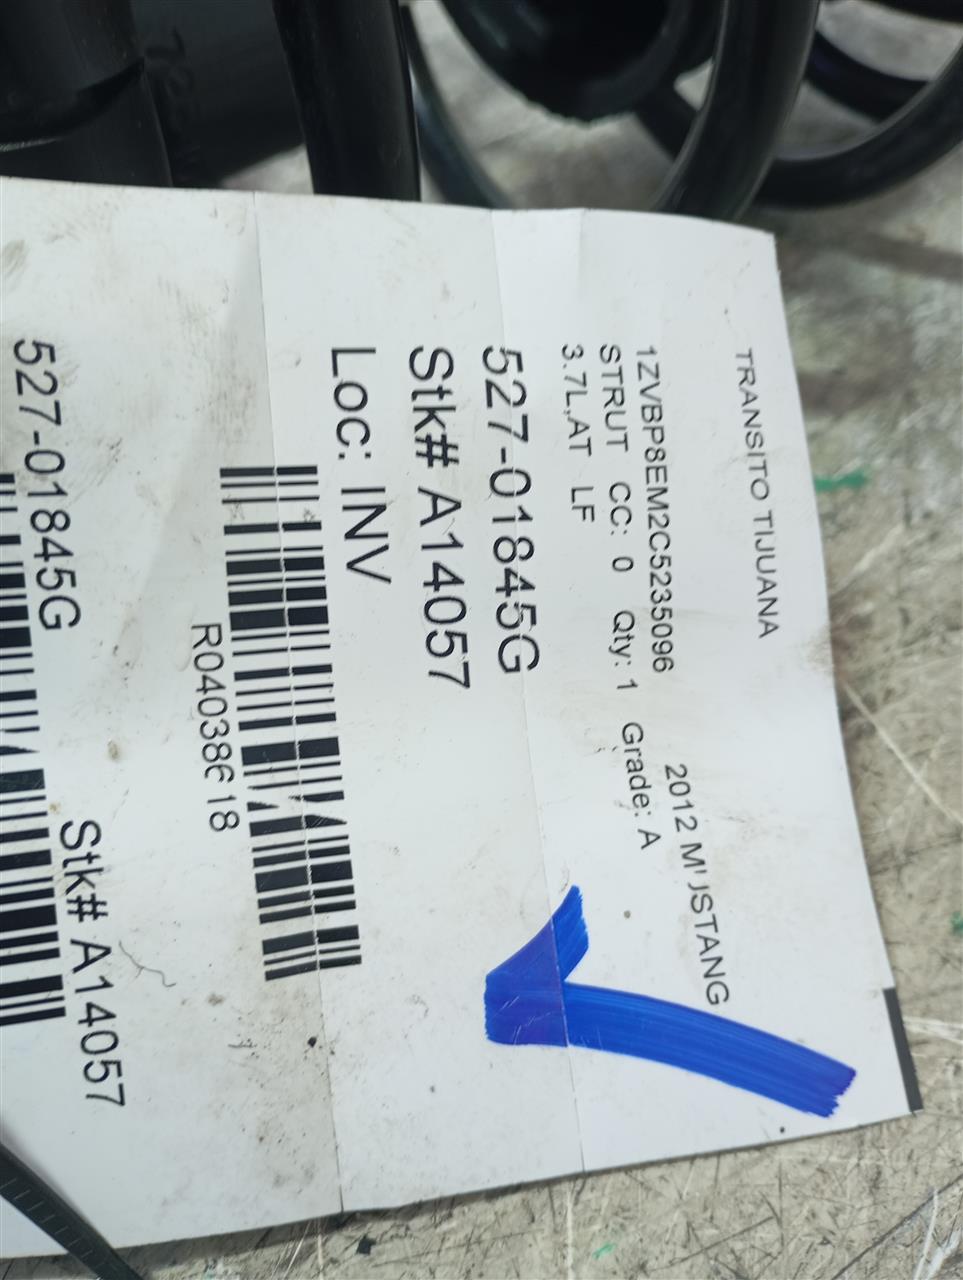 TRANSITO TIJUANA
1ZVBP8EM2C5235096 2012 MUSTANG
STRUT CC: 0 Qty: 1 Grade: A
3.7L,AT LF
527-01845G
Stk# A14057
Loc: INV
R04038618
527-01845G Stk# A14057